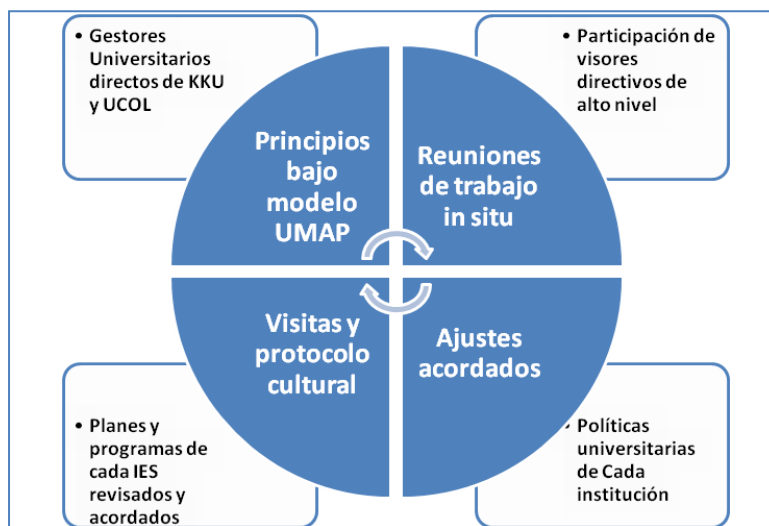 • Gestores
Universitarios
directos de KKU
y UCOL
• Participación de
visores
directivos de
alto nivel
Principios
bajo
modelo
UMAP
Reuniones
de trabajo
in situ
Visitas y
protocolo
cultural
Ajustes
acordados
• Planes y
programas de
cada IES
revisados y
acordados
• Políticas
universitarias
de Cada
institución